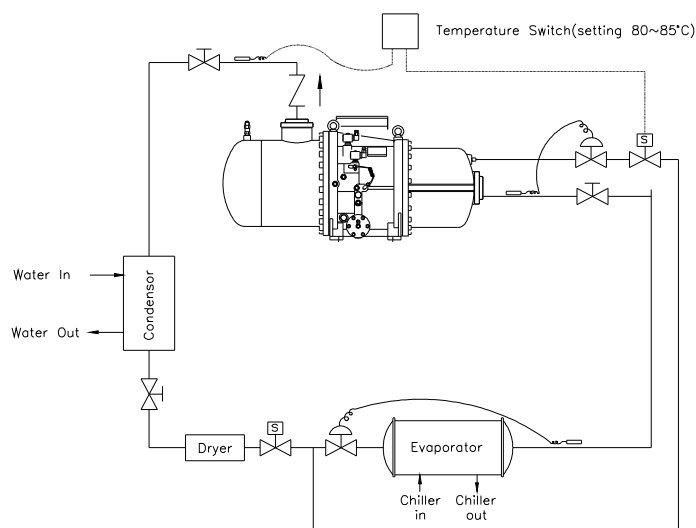 Temperature Switch(setting 80~85°C)
S
Water In
Condensor
Water Out
S
Dryer
Evaporator
Chiller in
Chiller out